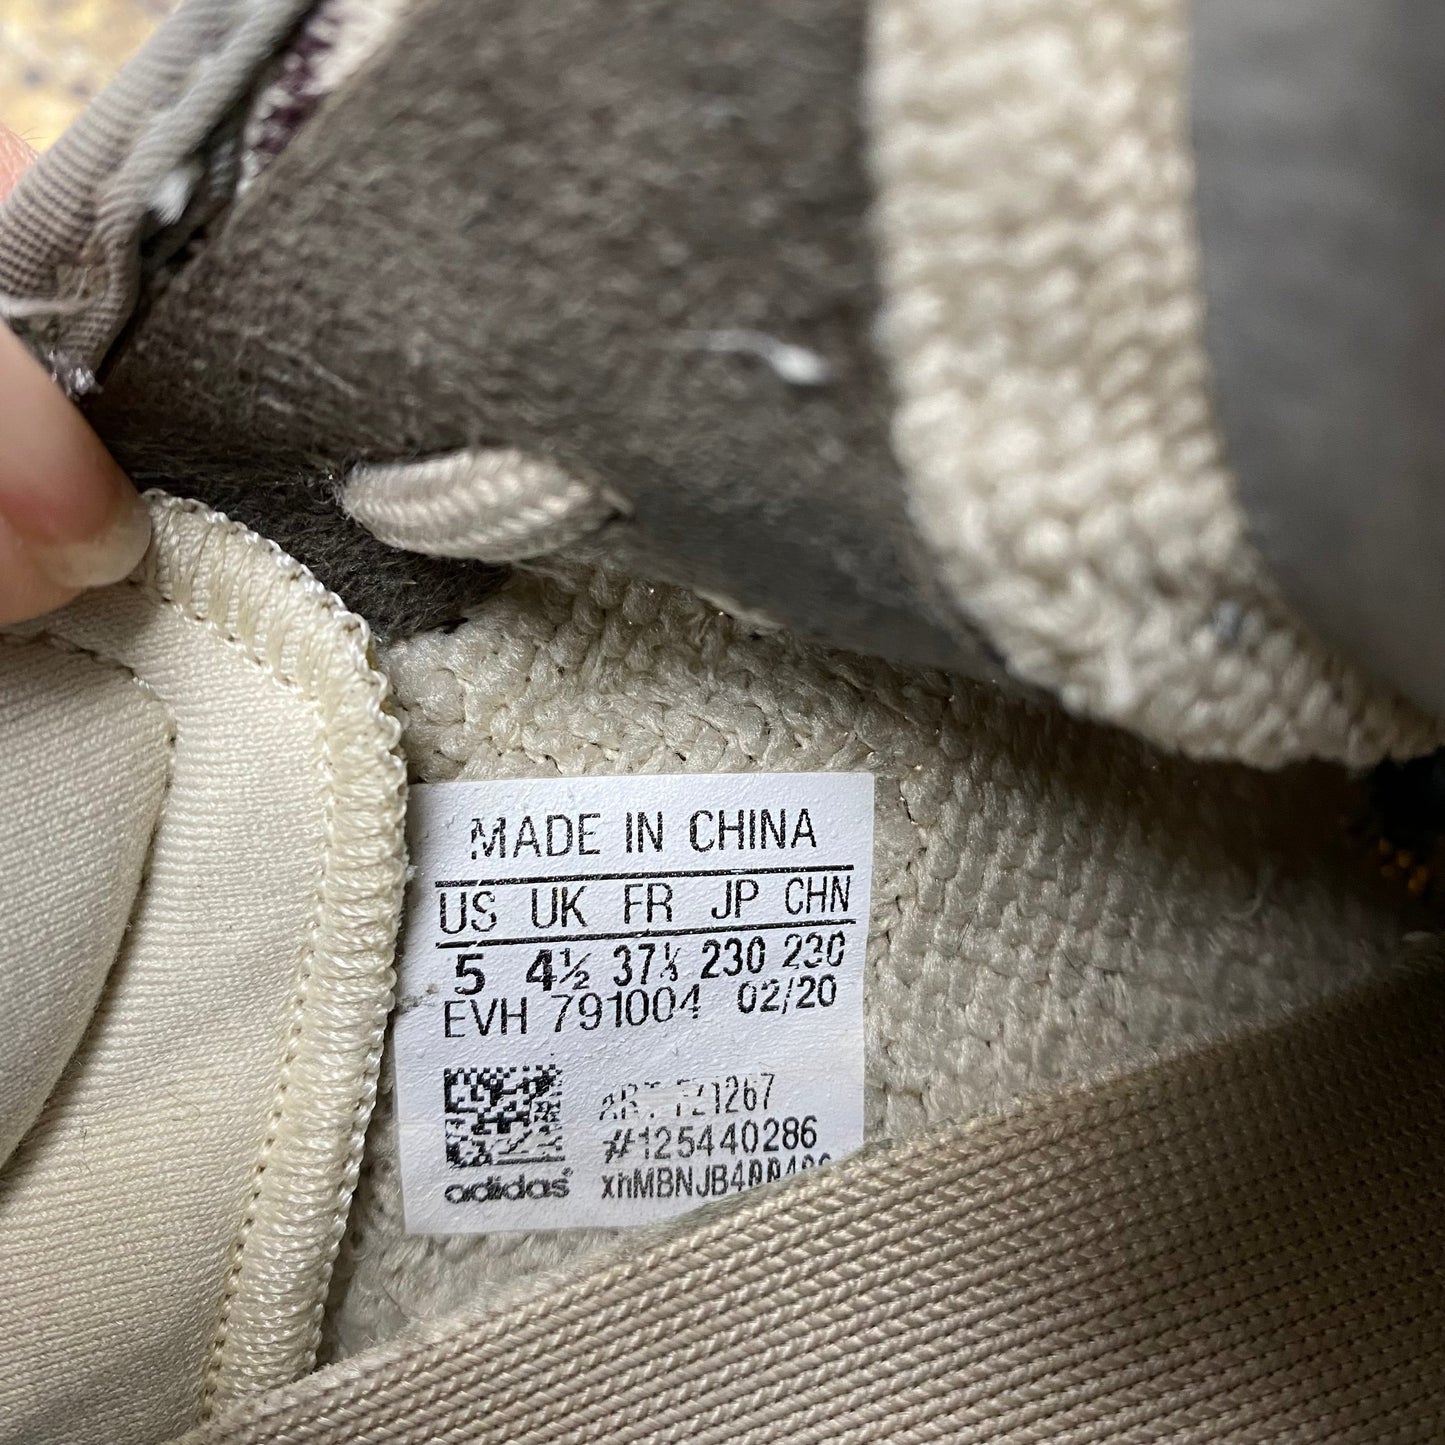 MADE IN CHINA
US UK FR JP CHN
5 4½ 37⅓ 230 230
EVH 791004 02/20
#125440286
adidas